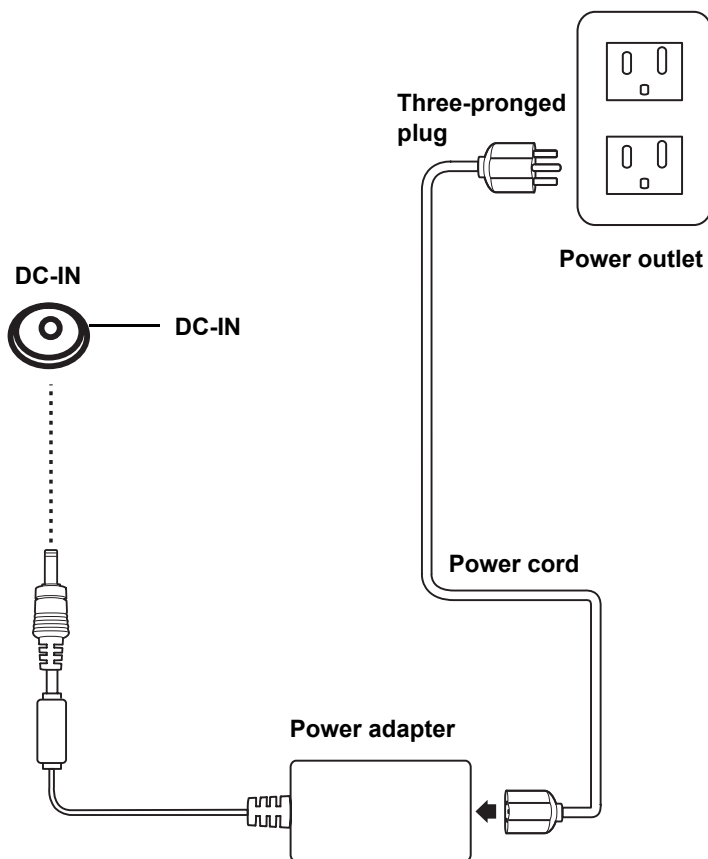 Three-pronged
plug
Power outlet
DC-IN
DC-IN
Power cord
Power adapter